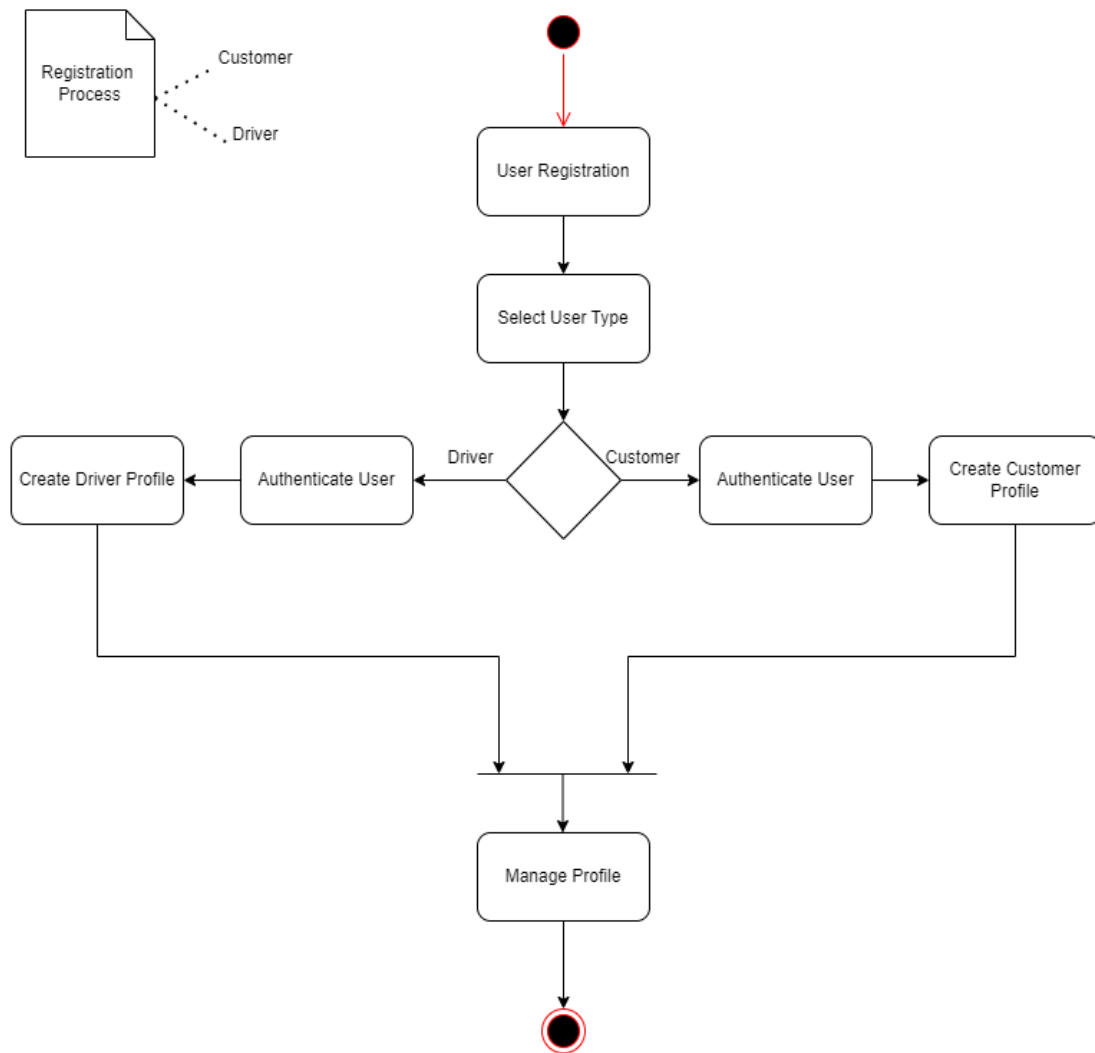 Registration
Process
Customer
Driver
User Registration
Select User Type
Driver
Customer
Create Driver Profile
Authenticate User
Authenticate User
Create Customer
Profile
Manage Profile